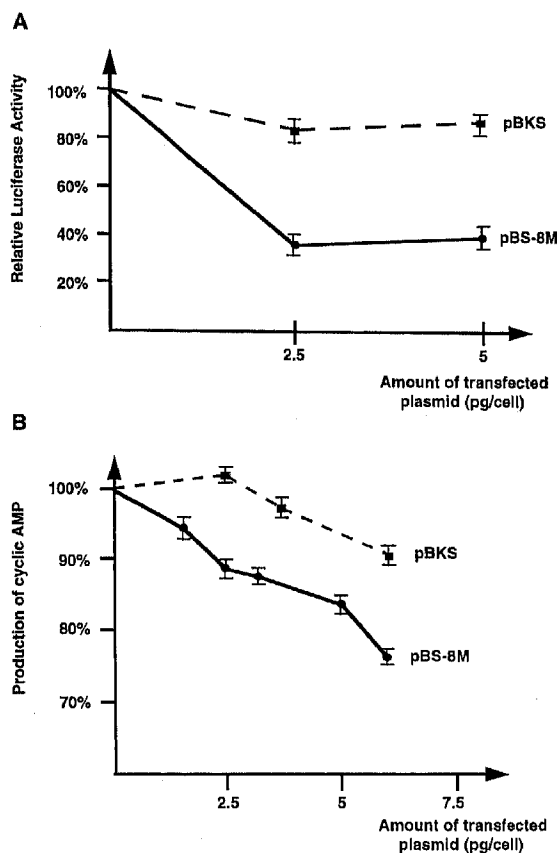 A
Relative Luciferase Activity
100%
80%
60%
40%
20%
pBKS
pBS-8M
2.5
5
Amount of transfected
plasmid (pg/cell)
B
Production of cyclic AMP
100%
90%
80%
70%
pBKS
pBS-8M
2.5
5
7.5
Amount of transfected
plasmid (pg/cell)